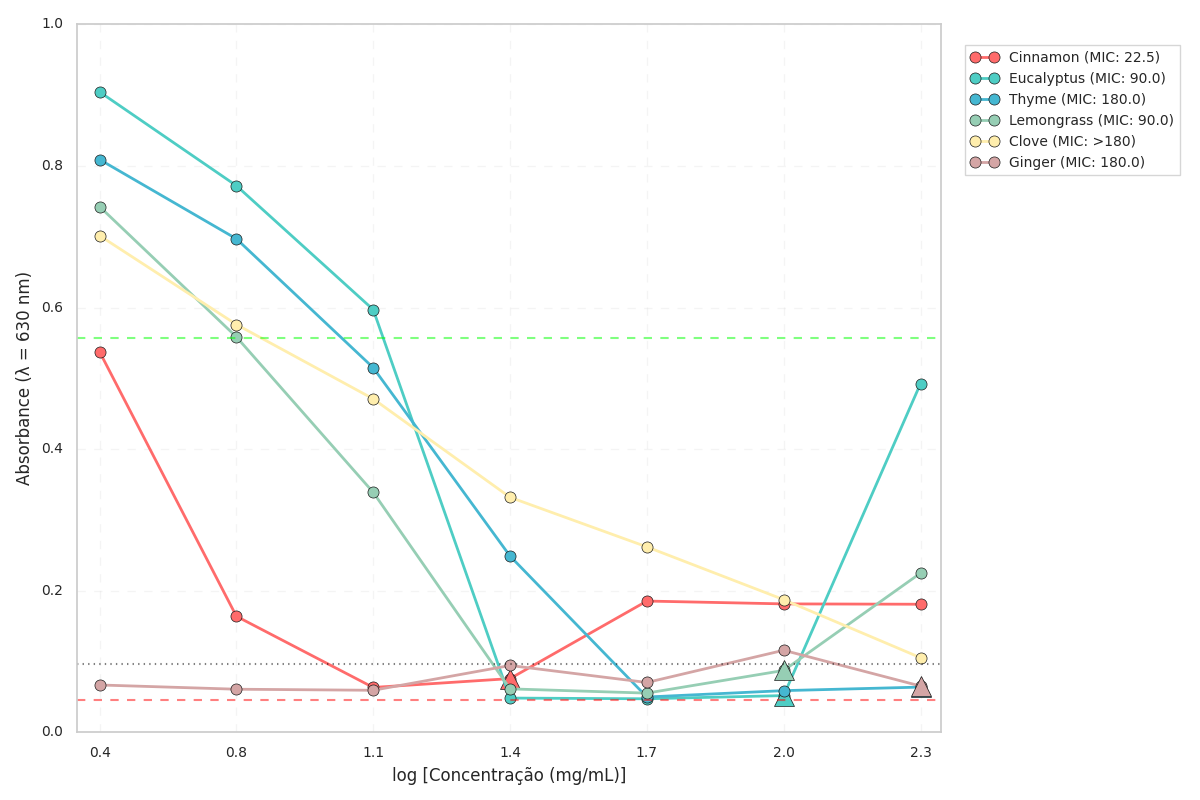 1.0
0.8
0.6
0.4
0.2
0.0
Absorbance (λ = 630 nm)
0.4 0.8 1.1 1.4 1.7 2.0 2.3
log [Concentração (mg/mL)]
Cinnamon (MIC: 22.5)
Eucalyptus (MIC: 90.0)
Thyme (MIC: 180.0)
Lemongrass (MIC: 90.0)
Clove (MIC: >180)
Ginger (MIC: 180.0)